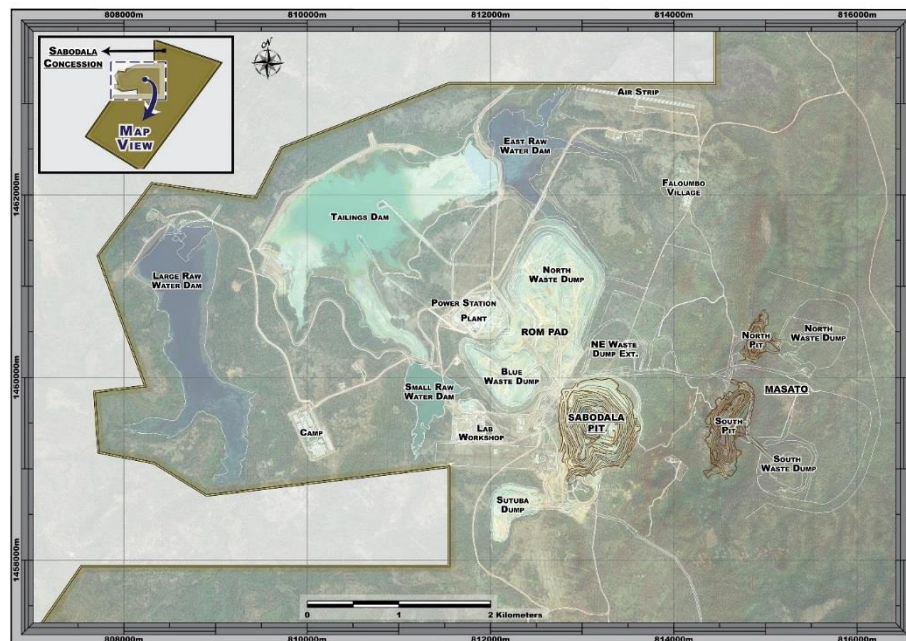 808000m
810000m
812000m
814000m
816000m
SABODALA
CONCESSION
MAP
VIEW
N
AIR STRIP
EAST RAW
WATER DAM
1462000m
FALOUMBO
VILLAGE
TAILINGS DAM
LARGE RAW
WATER DAM
NORTH
WASTE DUMP
POWER STATION
PLANT
ROM PAD
NORTH
PIT
NORTH
WASTE DUMP
NE WASTE
DUMP EXT.
1460000m
BLUE
WASTE DUMP
SMALL RAW
WATER DAM
MASATO
SABODALA
PIT
SOUTH
PIT
CAMP
LAB
WORKSHOP
SOUTH
WASTE DUMP
SUTUBA
DUMP
1458000m
0
1
2 Kilometers
808000m
810000m
812000m
814000m
816000m